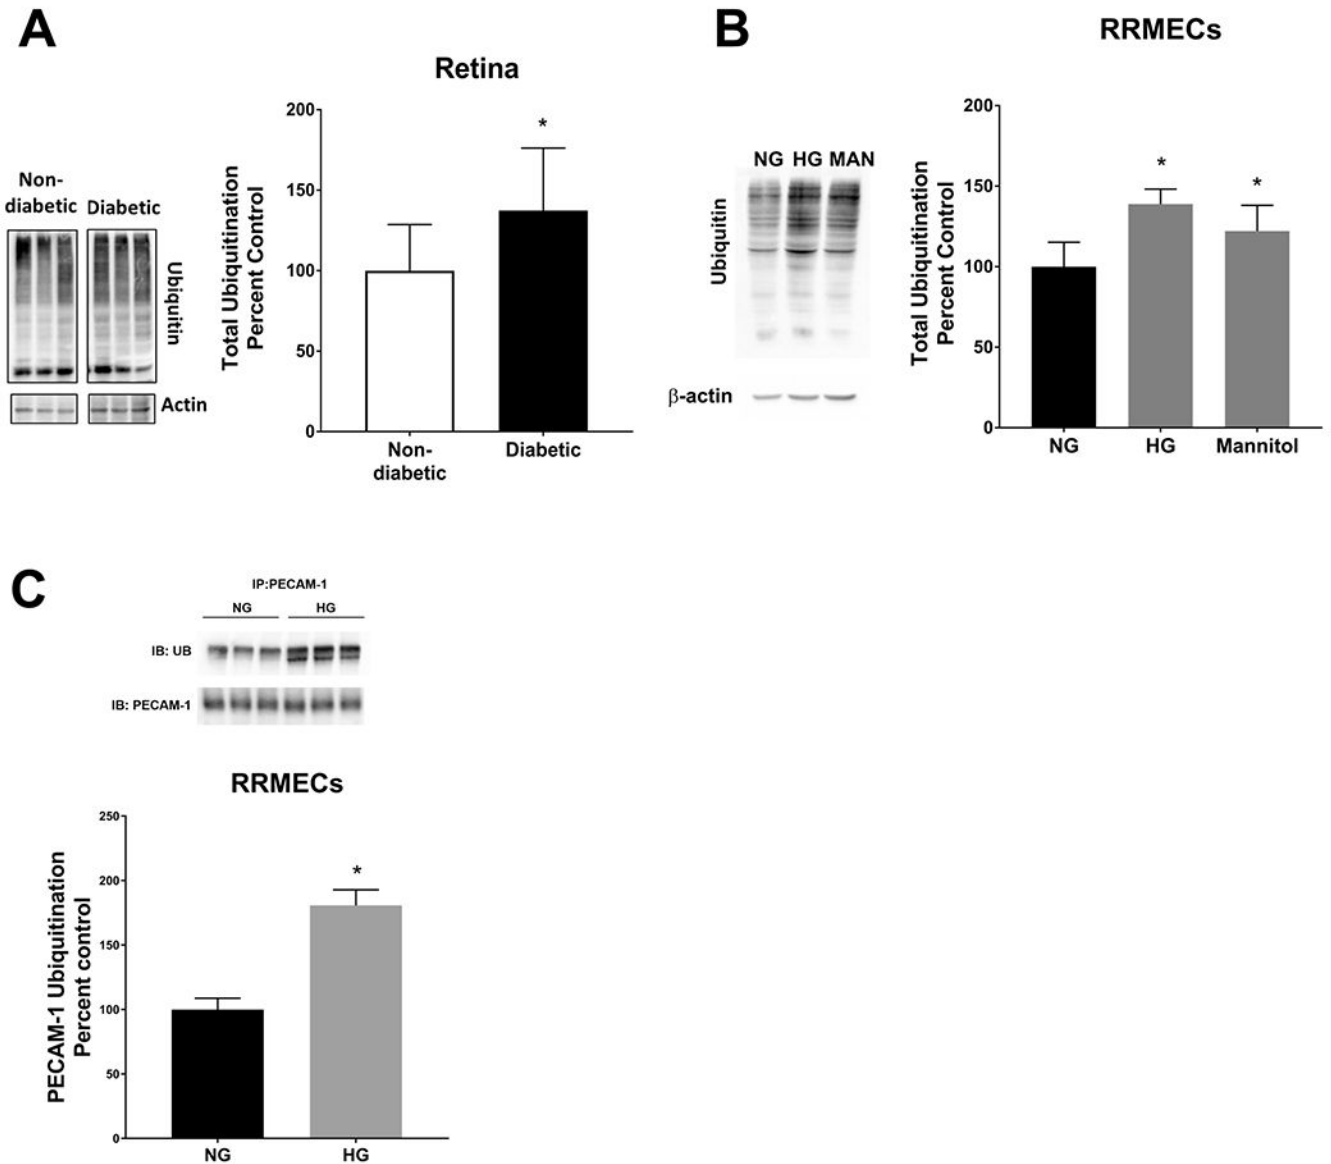 A
Retina
Non-
diabetic Diabetic
Ubiquitin
Actin
Total Ubiquitination
Percent Control
200
150
100
50
0
Non-
diabetic
Diabetic
*
B
RRMECs
NG HG MAN
Ubiquitin
β-actin
Total Ubiquitination
Percent Control
200
150
100
50
0
NG HG Mannitol
*
*
C
IP:PECAM-1
NG HG
IB: UB
IB: PECAM-1
RRMECs
PECAM-1 Ubiquitination
Percent control
250
200
150
100
50
0
NG HG
*